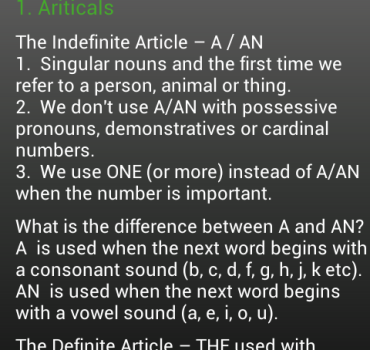 1. Ariticals
The Indefinite Article – A / AN
1.  Singular nouns and the first time we
refer to a person, animal or thing.
2.  We don't use A/AN with possessive
pronouns, demonstratives or cardinal
numbers.
3.  We use ONE (or more) instead of A/AN
when the number is important.
What is the difference between A and AN?
A  is used when the next word begins with
a consonant sound (b, c, d, f, g, h, j, k etc).
AN  is used when the next word begins
with a vowel sound (a, e, i, o, u).
The Definite Article – THE used with